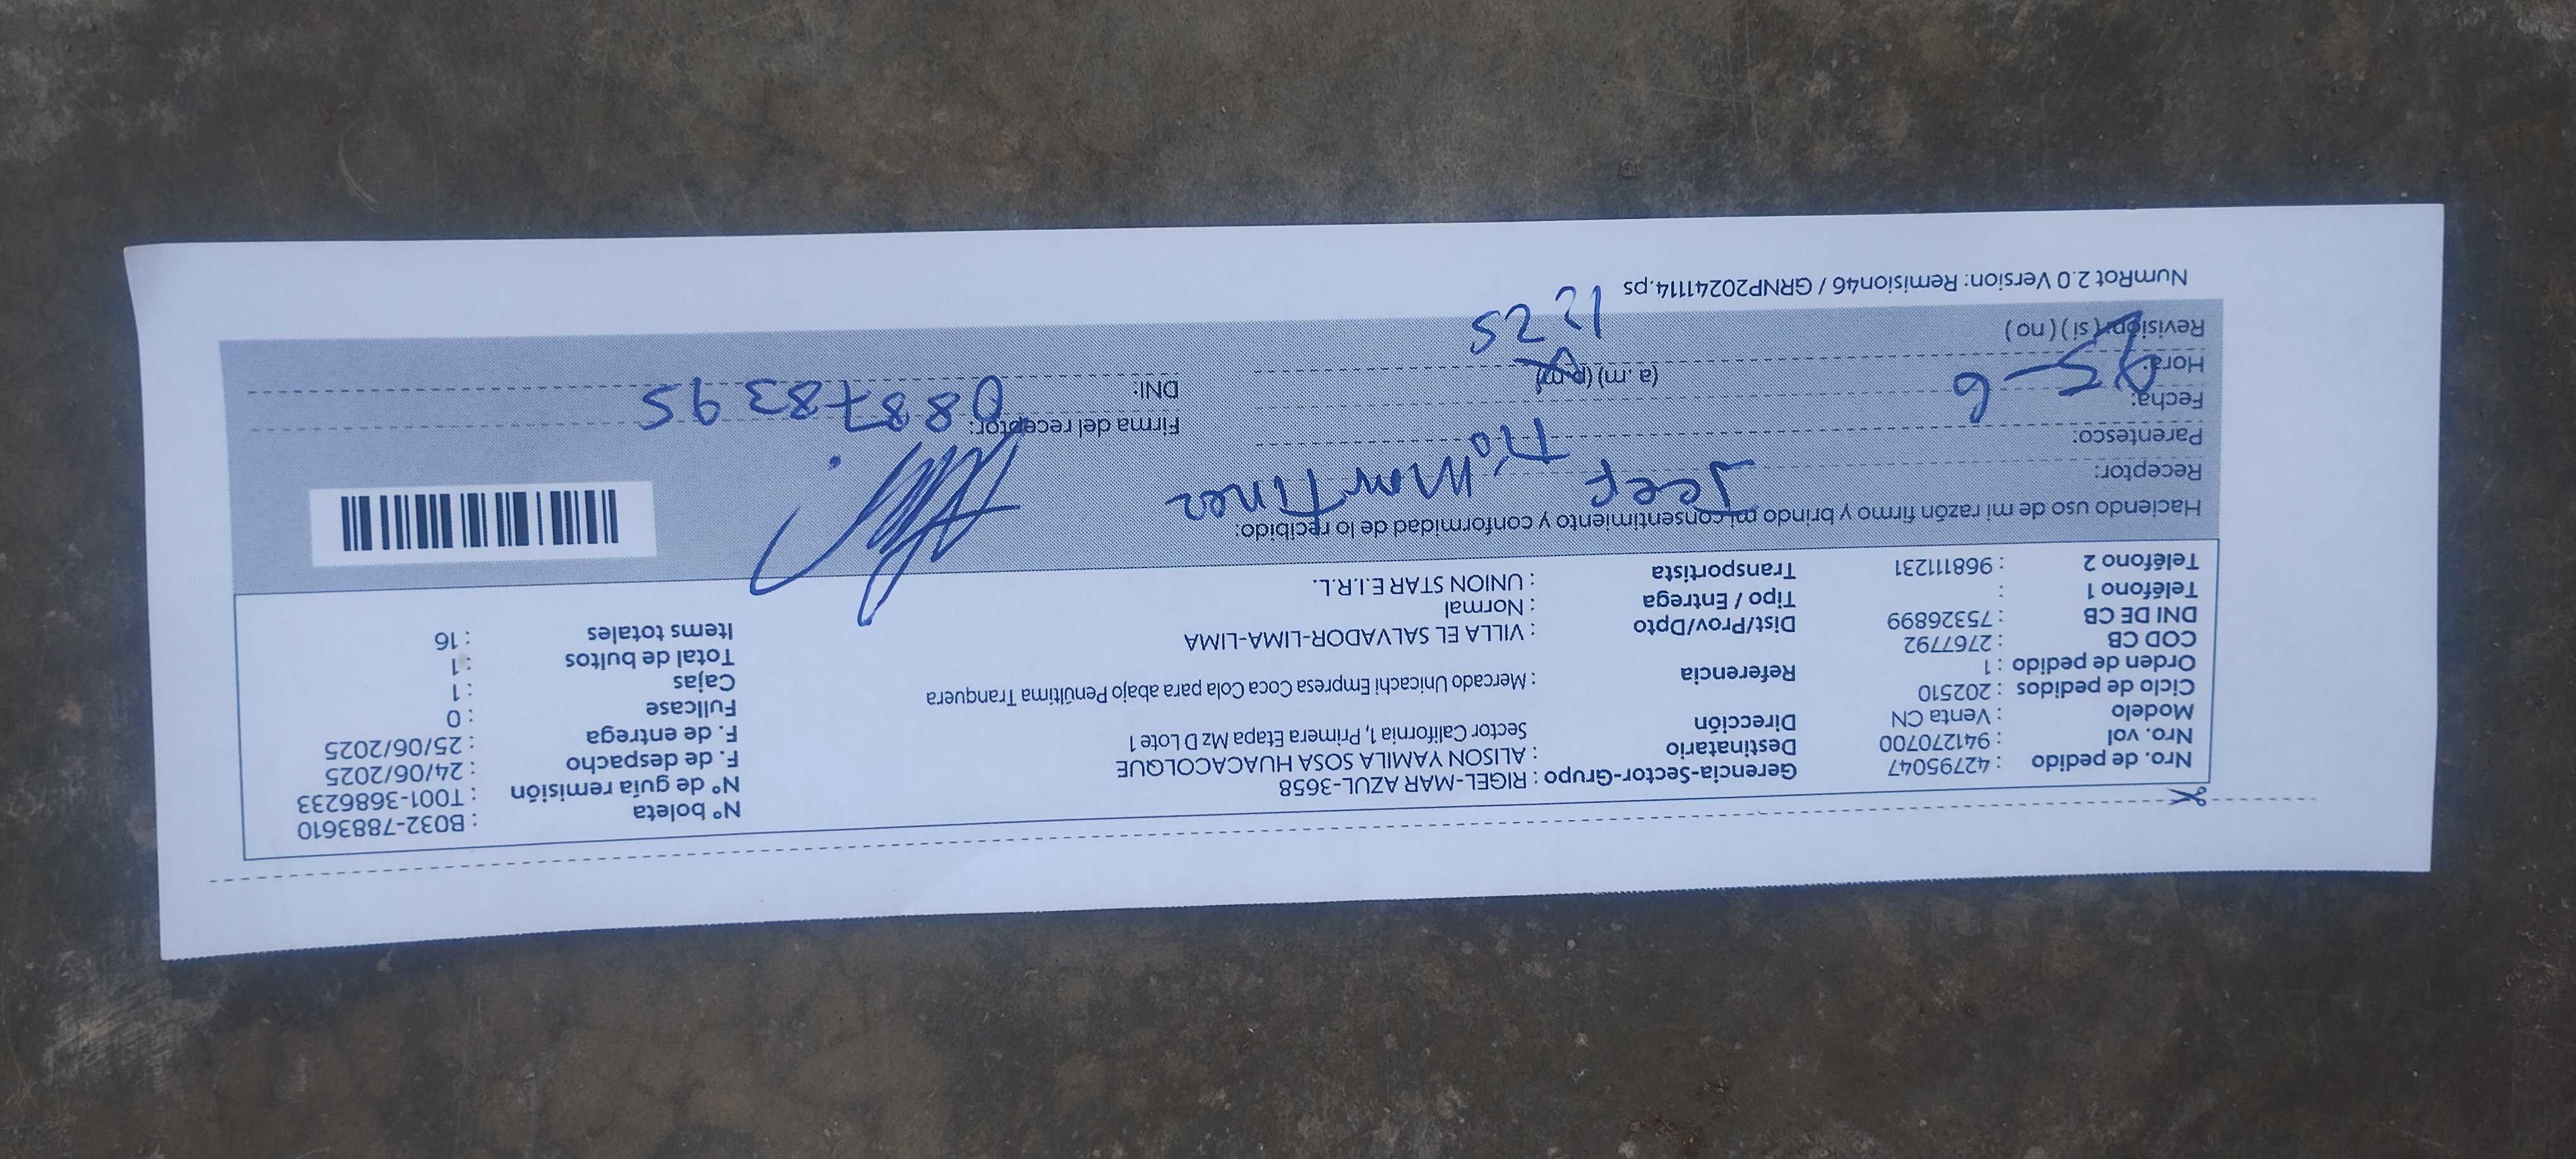 Nro. de pedido : 42795047
Nro. vol : 941270700
Modelo : Venta CN
Ciclo de pedidos : 202510
Orden de pedido : 1
COD CB : 2767792
DNI DE CB : 75326899
Teléfono 1 :
Teléfono 2 : 968111231
Gerencia-Sector-Grupo : RIGEL-MAR AZUL-3658
Destinatario : ALISON YAMILA SOSA HUACACOLQUE
Dirección Sector California 1, Primera Etapa Mz D Lote 1
Referencia : Mercado Unicachi Empresa Coca Cola para abajo Penúltima Tranquera
Dist/Prov/Dpto : VILLA EL SALVADOR-LIMA-LIMA
Tipo / Entrega : Normal
Transportista : UNION STAR E.I.R.L.
N° boleta : B032-7883610
N° de guía remisión : T001-3686233
F. de despacho : 24/06/2025
F. de entrega : 25/06/2025
Fullcase : 0
Cajas : 1
Total de bultos : 1
Items totales : 16
Haciendo uso de mi razón firmo y brindo mi consentimiento y conformidad de lo recibido:
Receptor:
Parentesco: Tío
Fecha: 25-6
Hora: (a.m) (p.m) 12 25
Revisión: (si) (no)
Firma del receptor:
DNI: 08878395
NumRot 2.0 Version: Remision46 / GRNP20241114.ps